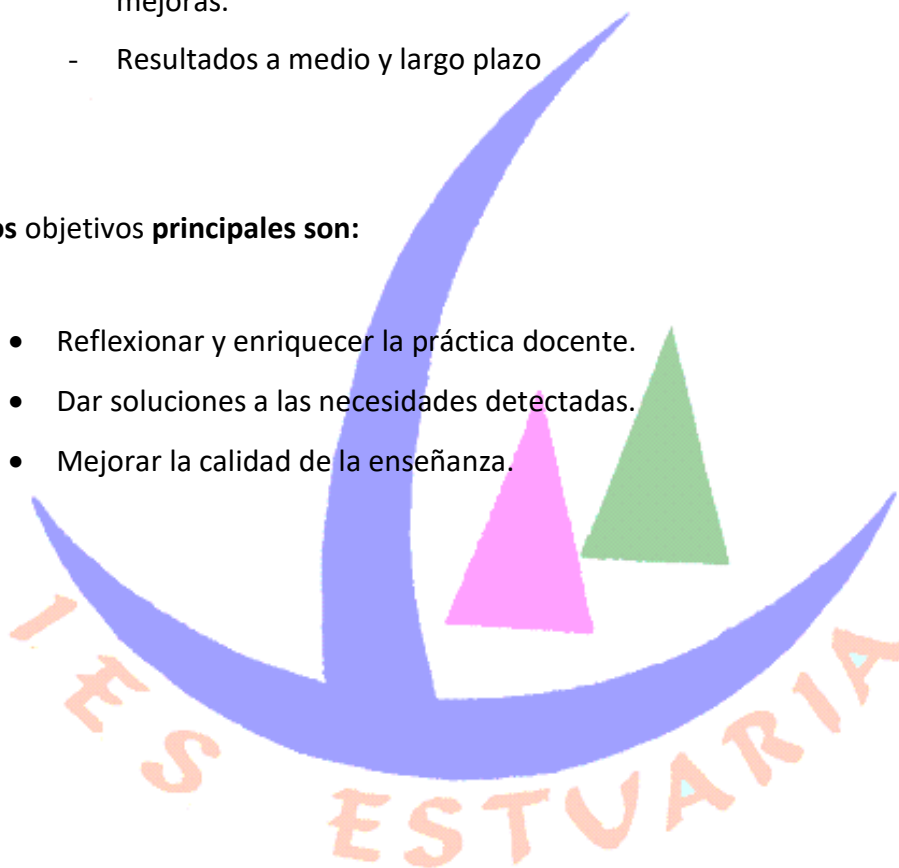 mejoras.
- Resultados a medio y largo plazo
os objetivos principales son:
• Reflexionar y enriquecer la práctica docente.
• Dar soluciones a las necesidades detectadas.
• Mejorar la calidad de la enseñanza.
IES ESTUARIA